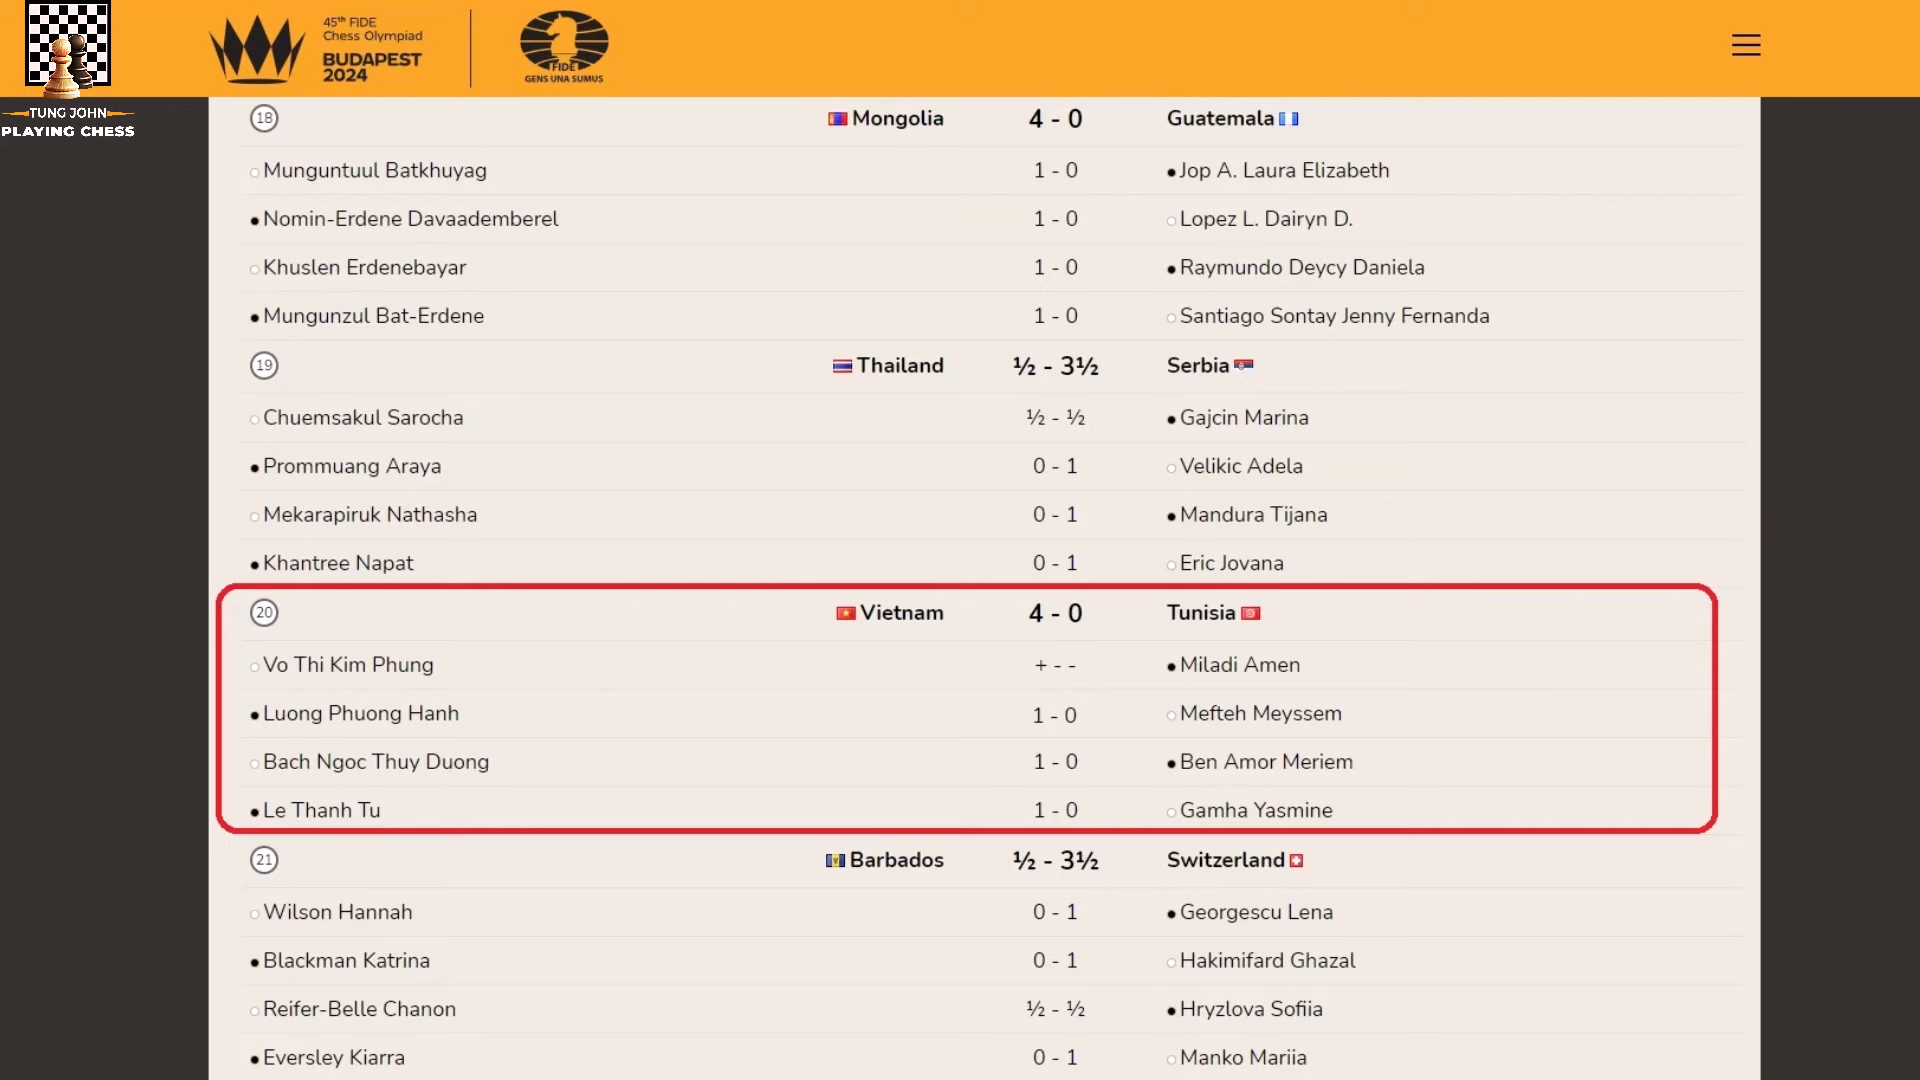 45th FIDE
Chess Olympiad
BUDAPEST
2024
FIDE
GENS UNA SUMUS
TUNG JOHN
PLAYING CHESS
18 Mongolia 4 - 0 Guatemala
Munguntuul Batkhuyag 1 - 0 Jop A. Laura Elizabeth
Nomin-Erdene Davaademberel 1 - 0 Lopez L. Dairyn D.
Khuslen Erdenebayar 1 - 0 Raymundo Deycy Daniela
Mungunzul Bat-Erdene 1 - 0 Santiago Sontay Jenny Fernanda
19 Thailand ½ - 3½ Serbia
Chuemsakul Sarocha ½ - ½ Gajcin Marina
Prommuang Araya 0 - 1 Velikic Adela
Mekarapiruk Nathasha 0 - 1 Mandura Tijana
Khantree Napat 0 - 1 Eric Jovana
20 Vietnam 4 - 0 Tunisia
Vo Thi Kim Phung + - - Miladi Amen
Luong Phuong Hanh 1 - 0 Mefteh Meyssem
Bach Ngoc Thuy Duong 1 - 0 Ben Amor Meriem
Le Thanh Tu 1 - 0 Gamha Yasmine
21 Barbados ½ - 3½ Switzerland
Wilson Hannah 0 - 1 Georgescu Lena
Blackman Katrina 0 - 1 Hakimifard Ghazal
Reifer-Belle Chanon ½ - ½ Hryzlova Sofiia
Eversley Kiarra 0 - 1 Manko Mariia